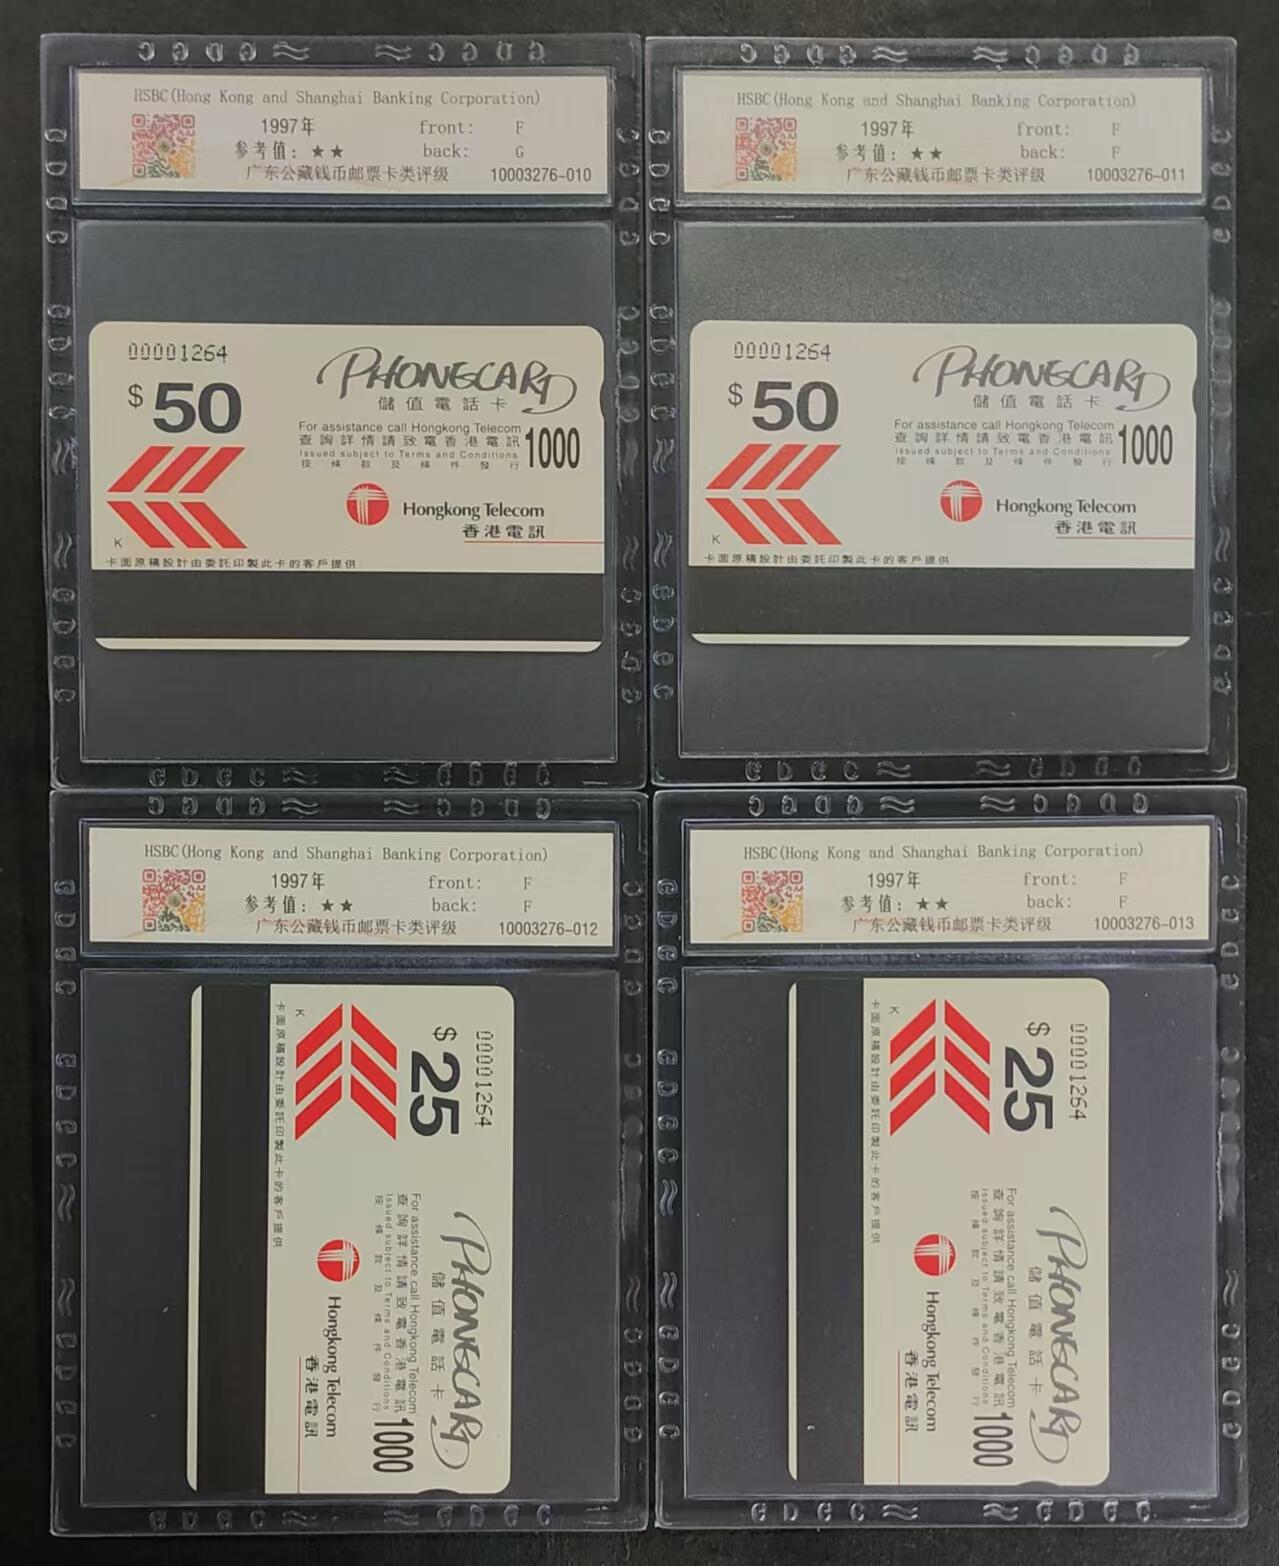 HSBC(Hong Kong and Shanghai Banking Corporation)
1997年 front: F
参考值: ★★ back: G
广东公藏钱币邮票卡类评级 10003276-010
00001264
$50
PHONECARD
儲值電話卡
For assistance call Hongkong Telecom
查詢詳情請致電香港電訊 1000
Issued subject to Terms and Conditions
按條款及條件發行
Hongkong Telecom
香港電訊
K
卡面原稿設計由委託印製此卡的客戶提供
HSBC(Hong Kong and Shanghai Banking Corporation)
1997年 front: F
参考值: ★★ back: F
广东公藏钱币邮票卡类评级 10003276-011
00001264
$50
PHONECARD
儲值電話卡
For assistance call Hongkong Telecom
查詢詳情請致電香港電訊 1000
Issued subject to Terms and Conditions
按條款及條件發行
Hongkong Telecom
香港電訊
K
卡面原稿設計由委託印製此卡的客戶提供
HSBC(Hong Kong and Shanghai Banking Corporation)
1997年 front: F
参考值: ★★ back: F
广东公藏钱币邮票卡类评级 10003276-012
00001264
$25
PHONECARD
儲值電話卡
For assistance call Hongkong Telecom
查詢詳情請致電香港電訊 1000
Issued subject to Terms and Conditions
按條款及條件發行
Hongkong Telecom
香港電訊
K
卡面原稿設計由委託印製此卡的客戶提供
HSBC(Hong Kong and Shanghai Banking Corporation)
1997年 front: F
参考值: ★★ back: F
广东公藏钱币邮票卡类评级 10003276-013
00001264
$25
PHONECARD
儲值電話卡
For assistance call Hongkong Telecom
查詢詳情請致電香港電訊 1000
Issued subject to Terms and Conditions
按條款及條件發行
Hongkong Telecom
香港電訊
K
卡面原稿設計由委託印製此卡的客戶提供